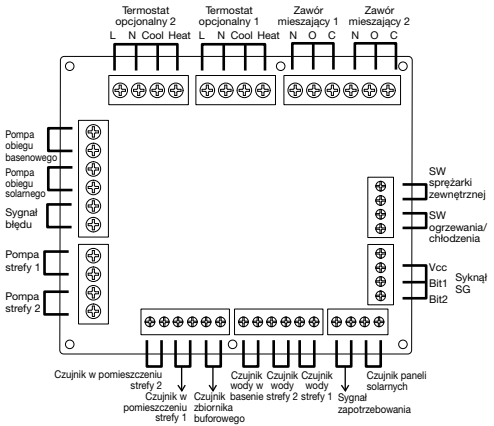 Termostat
opcjonalny 2
L N Cool Heat
Termostat
opcjonalny 1
L N Cool Heat
Zawór
mieszający 1
N O C
Zawór
mieszający 2
N O C
Pompa
obiegu
basenowego
Pompa
obiegu
solarnego
Sygnał
błędu
Pompa
strefy 1
Pompa
strefy 2
SW
sprężarki
zewnętrznej
SW
ogrzewania/
chłodzenia
Vcc
Bit1
Bit2
Syknął
SG
Czujnik w pomieszczeniu
strefy 2
Czujnik w
pomieszczeniu
strefy 1
Czujnik
zbiornika
buforowego
Czujnik
wody w
basenie
Czujnik
wody
strefy 2
Czujnik
wody
strefy 1
Sygnał
zapotrzebowania
Czujnik paneli
solarnych